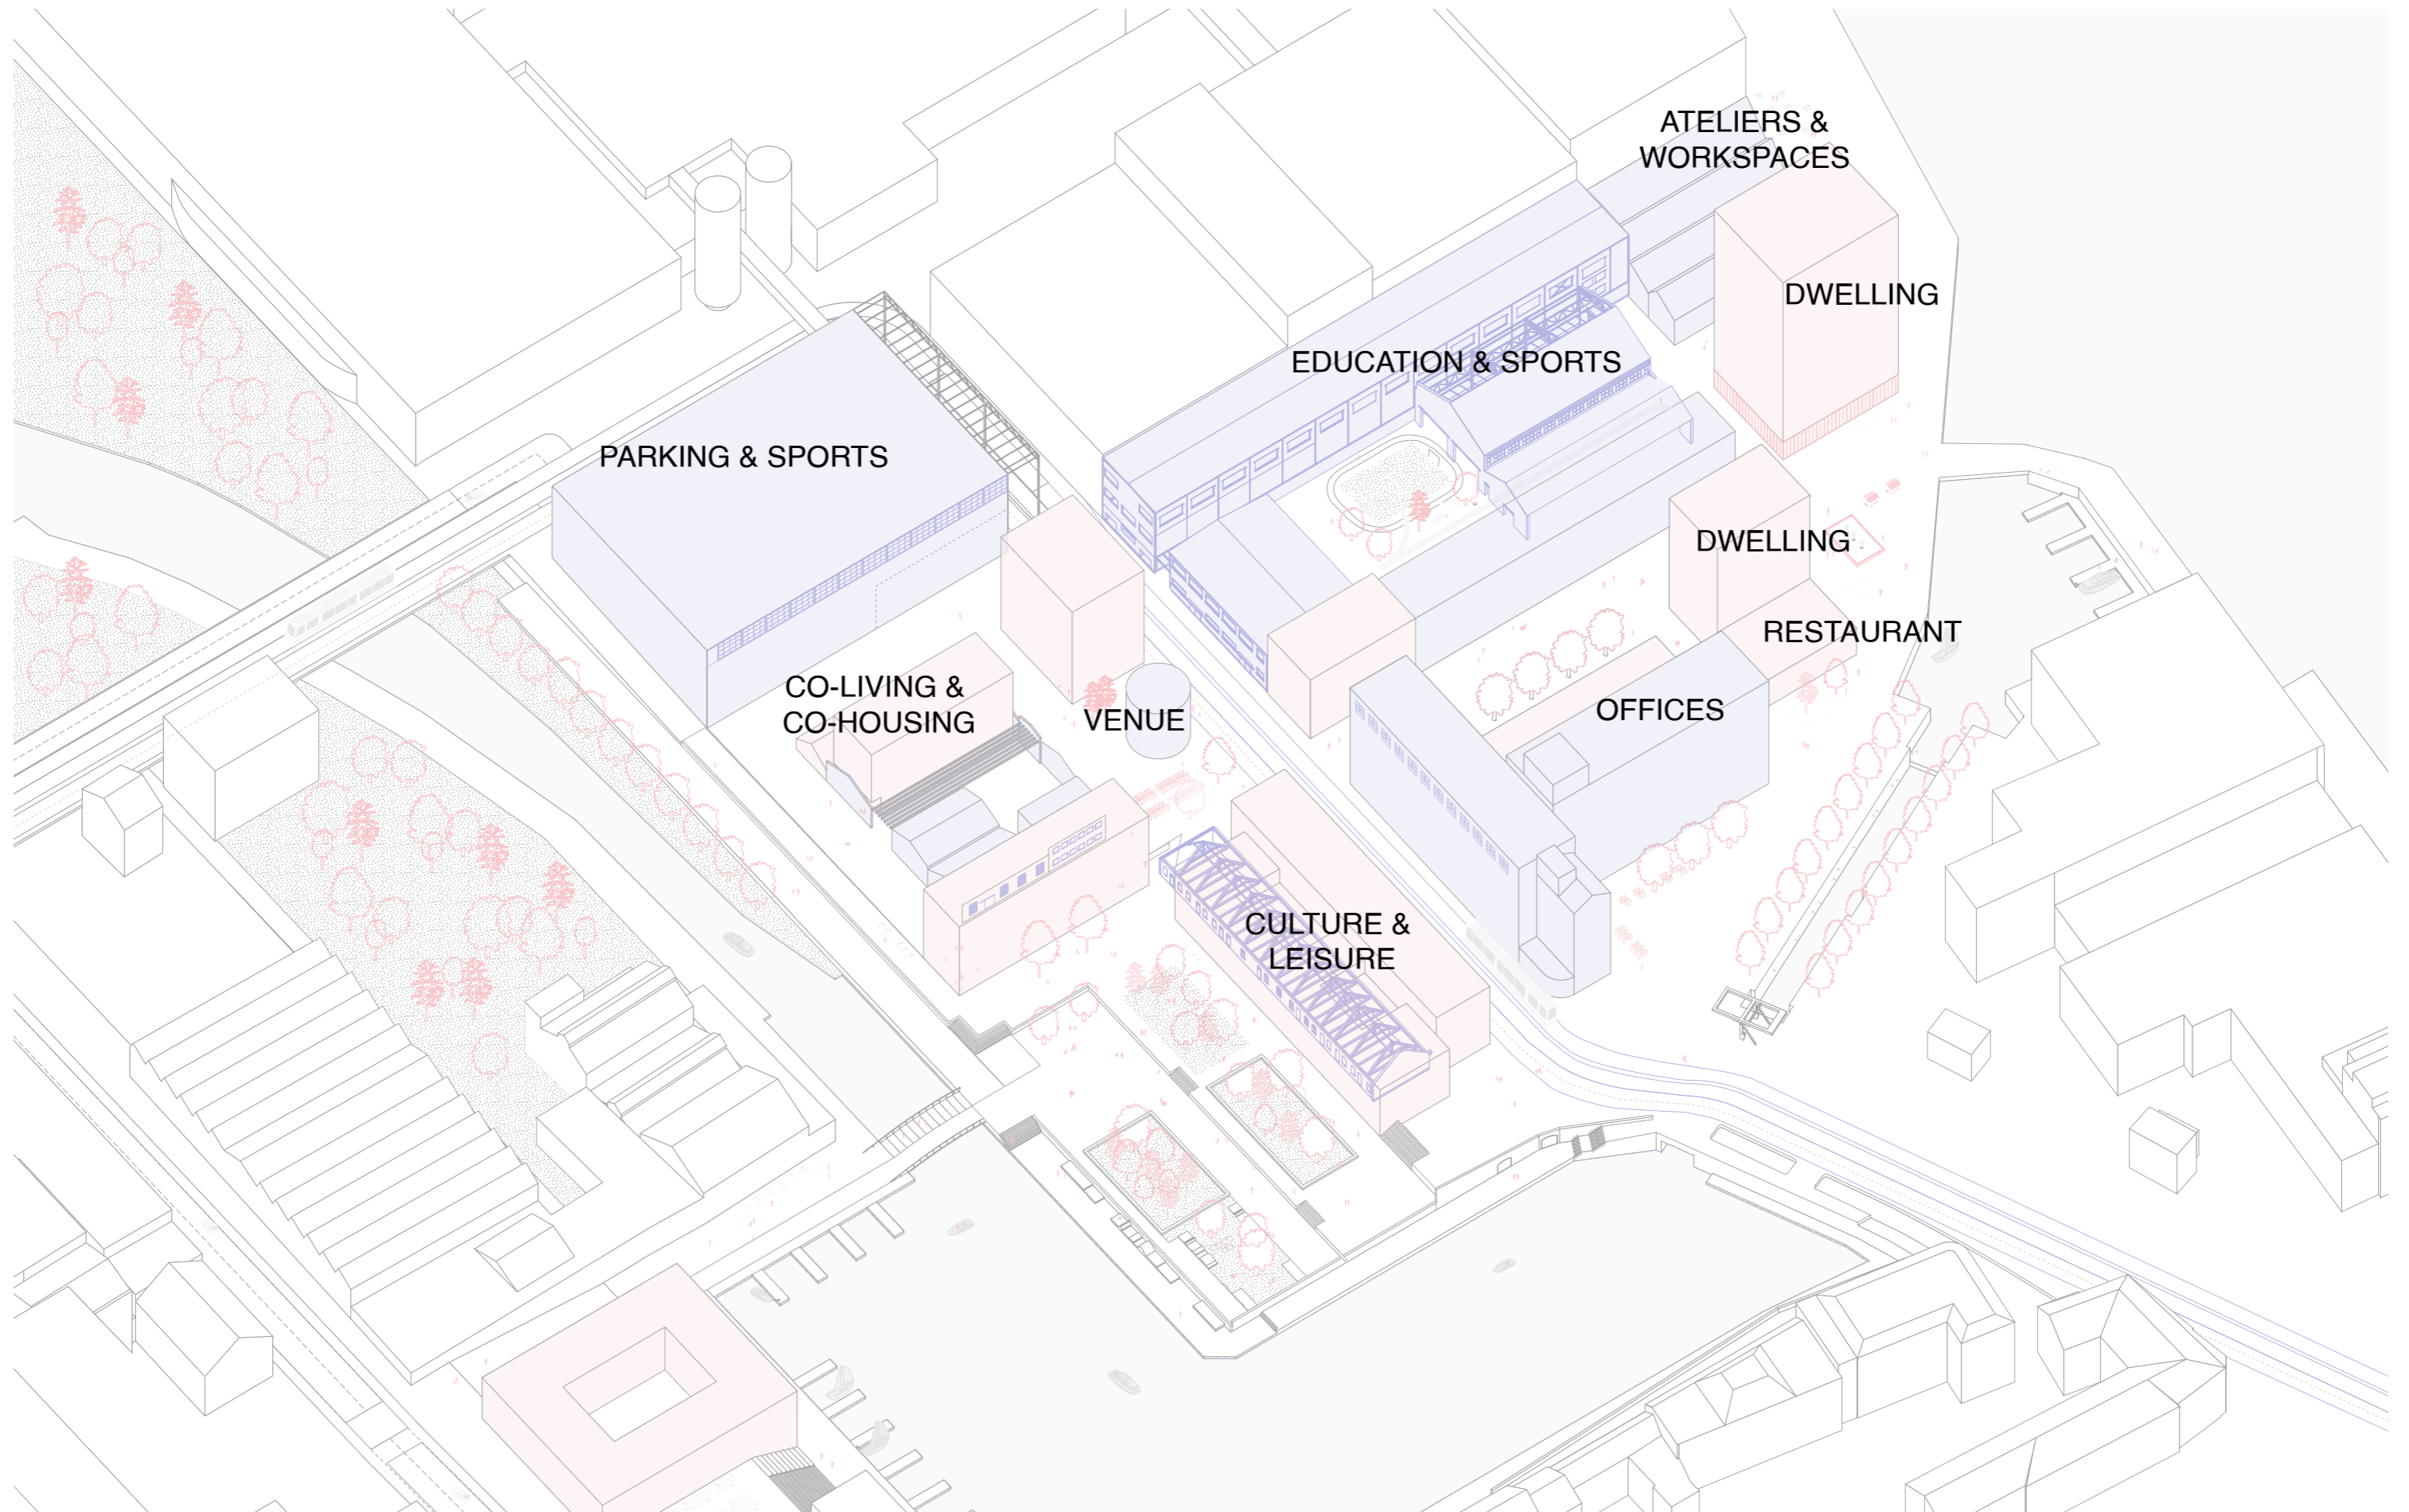 ATELIERS &
WORKSPACES
DWELLING
EDUCATION & SPORTS
PARKING & SPORTS
DWELLING
RESTAURANT
CO-LIVING &
CO-HOUSING
VENUE
OFFICES
CULTURE &
LEISURE